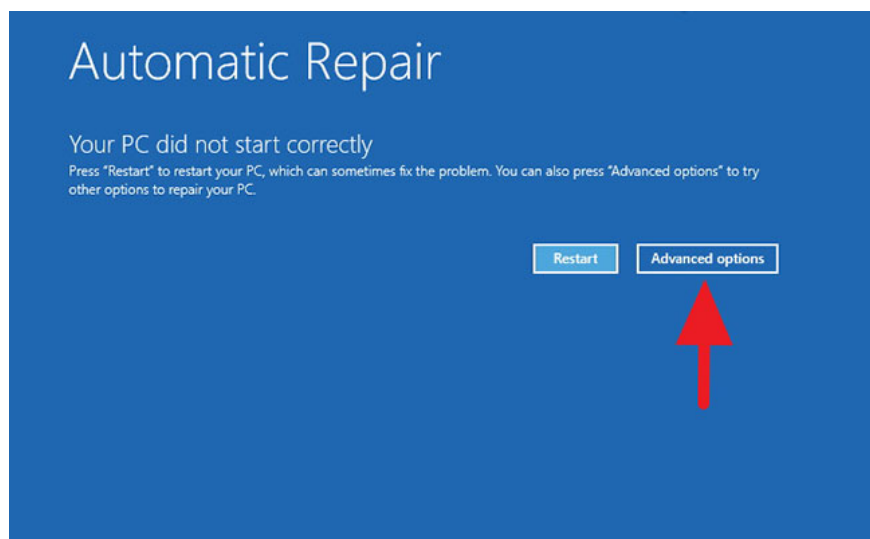 Automatic Repair
Your PC did not start correctly
Press "Restart" to restart your PC, which can sometimes fix the problem. You can also press "Advanced options" to try
other options to repair your PC.
Restart
Advanced options